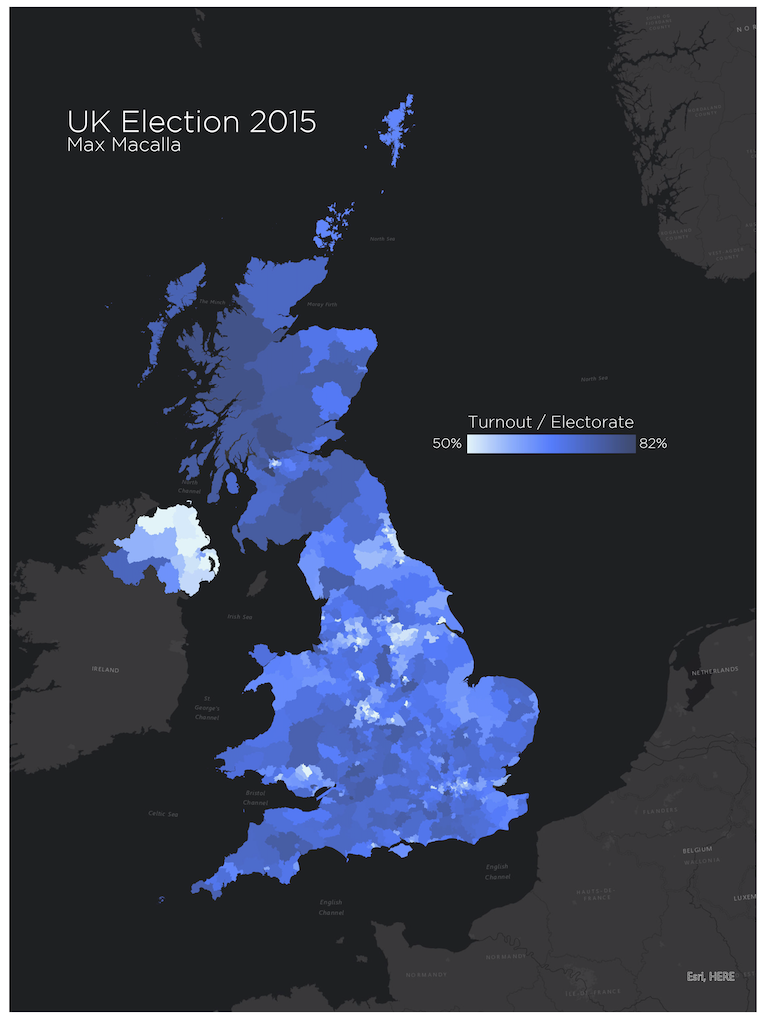 UK Election 2015
Max Macalla
NOR
North Sea
The Minch
Moray Firth
North Sea
Turnout / Electorate
50%
82%
North
Channel
Irish Sea
IRELAND
NETHERLANDS
St
George's
Channel
Bristol
Channel
Celtic Sea
FLANDERS
BELGIUM
WALLONIA
English
Channel
HAUTS-DE-
FRANCE
LUXEM
English
Channel
NORMANDY
NORMANDY
Esri, HERE
ILE-DE-FRANCE